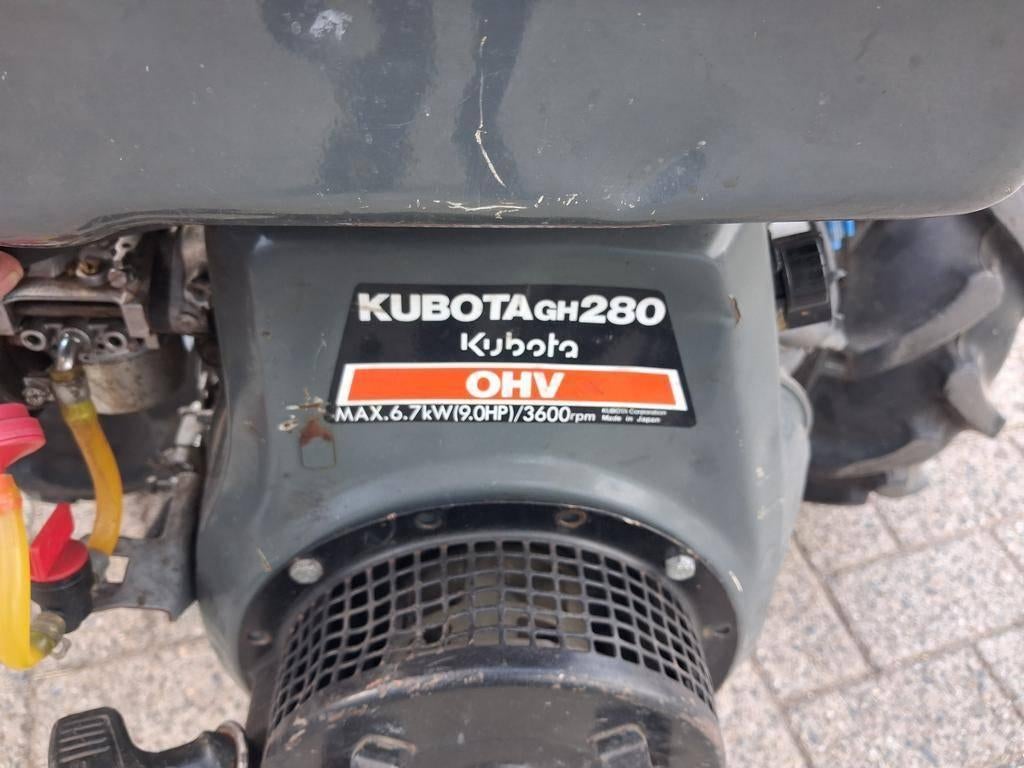 KUBOTA GH280
Kubota
OHV
MAX.6.7kW(9.0HP)/3600rpm
KUBOTA Corporation
Made in Japan